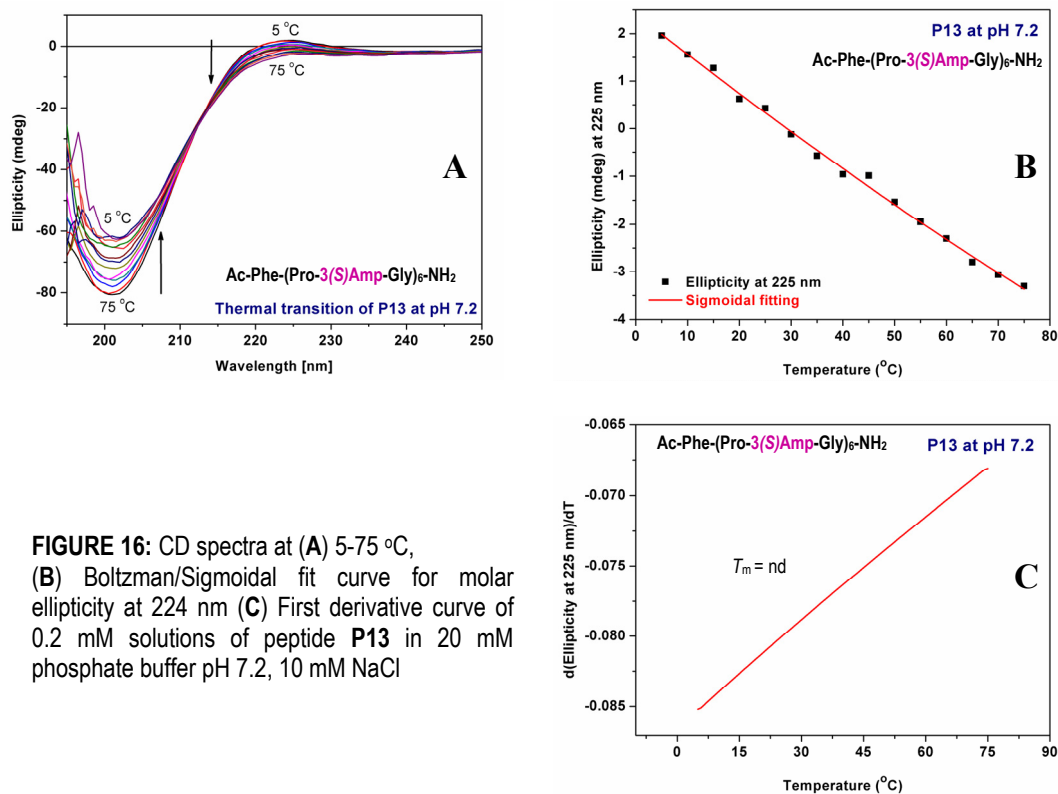 0
-20
-40
-60
-80
Ellipticity (mdeg)
5 °C
75 °C
A
5 °C
75 °C
Ac-Phe-(Pro-3(S)Amp-Gly)6-NH2
Thermal transition of P13 at pH 7.2
200 210 220 230 240 250
Wavelength [nm]
2
1
0
-1
-2
-3
-4
Ellipticity (mdeg) at 225 nm
P13 at pH 7.2
Ac-Phe-(Pro-3(S)Amp-Gly)6-NH2
B
Ellipticity at 225 nm
Sigmoidal fitting
0 10 20 30 40 50 60 70 80
Temperature (°C)
-0.065
-0.070
-0.075
-0.080
-0.085
d(Ellipticity at 225 nm)/dT
Ac-Phe-(Pro-3(S)Amp-Gly)6-NH2 P13 at pH 7.2
Tm = nd
C
0 15 30 45 60 75 90
Temperature (°C)
FIGURE 16: CD spectra at (A) 5-75 ºC,
(B) Boltzman/Sigmoidal fit curve for molar
ellipticity at 224 nm (C) First derivative curve of
0.2 mM solutions of peptide P13 in 20 mM
phosphate buffer pH 7.2, 10 mM NaCl